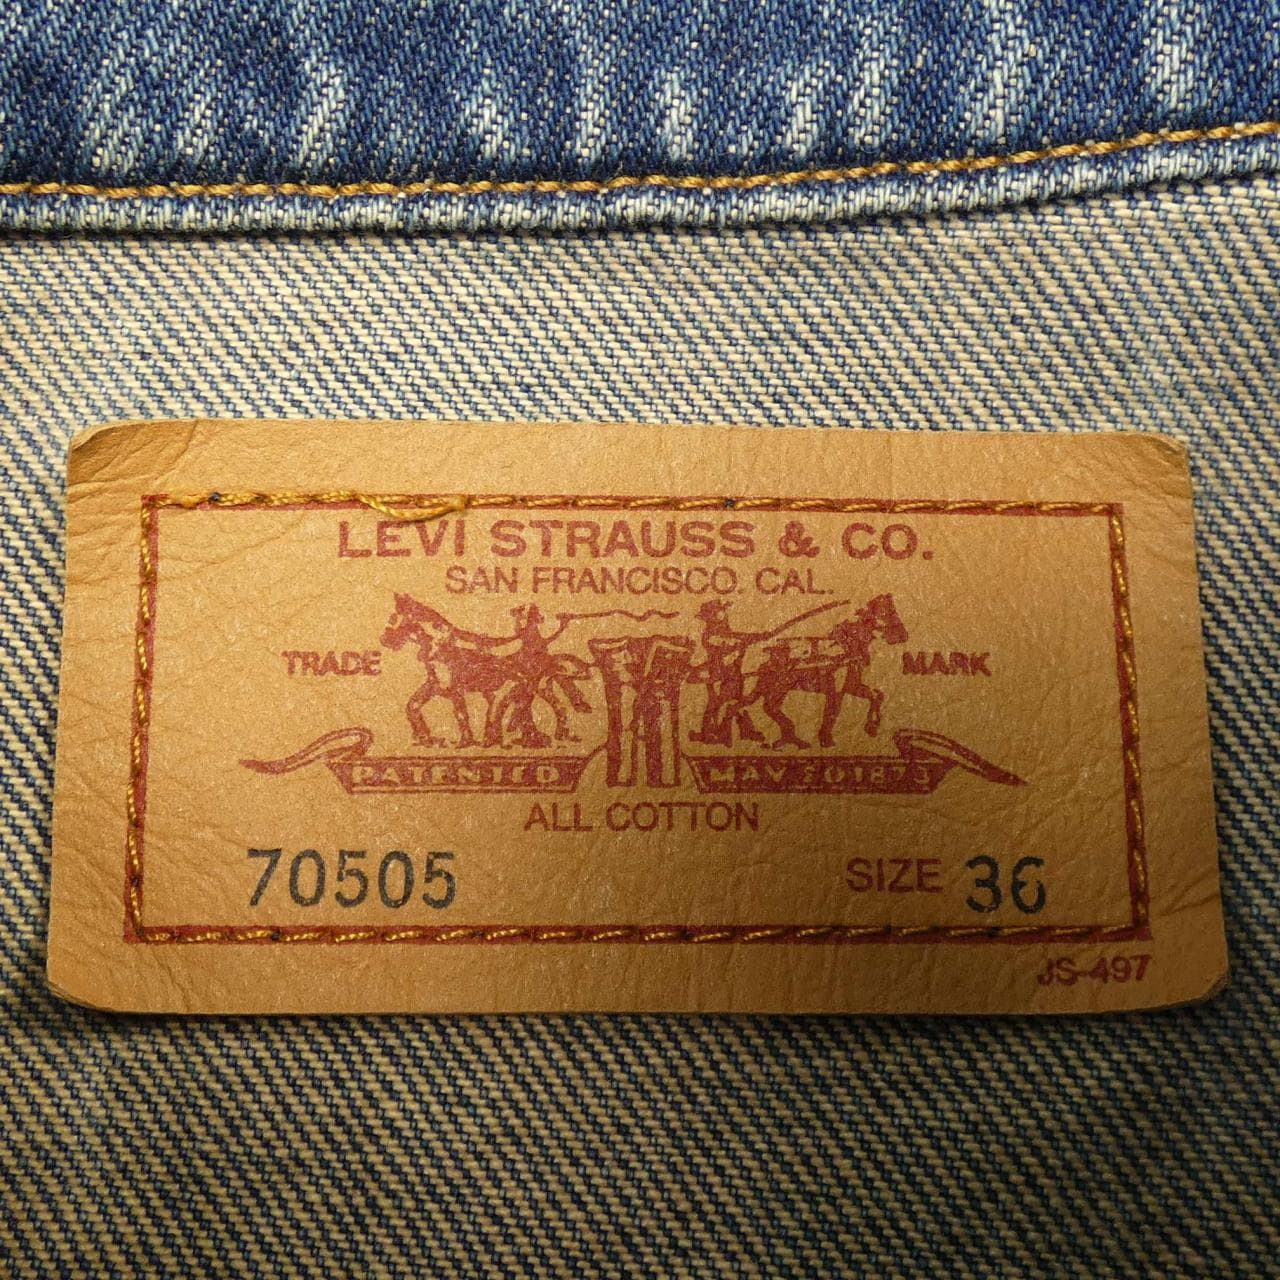 LEVI STRAUSS & CO.
SAN FRANCISCO. CAL.
TRADE MARK
PATENTED MAY 20 1873
ALL COTTON
70505 SIZE 36
JS-497